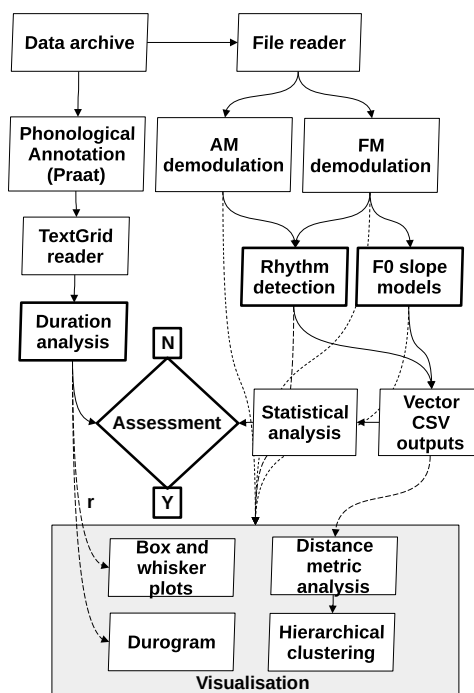 Data archive
File reader
Phonological
Annotation
(Praat)
AM
demodulation
FM
demodulation
TextGrid
reader
Rhythm
detection
F0 slope
models
Duration
analysis
N
Assessment
Statistical
analysis
Vector
CSV
outputs
Y
r
Box and
whisker
plots
Distance
metric
analysis
Durogram
Hierarchical
clustering
Visualisation